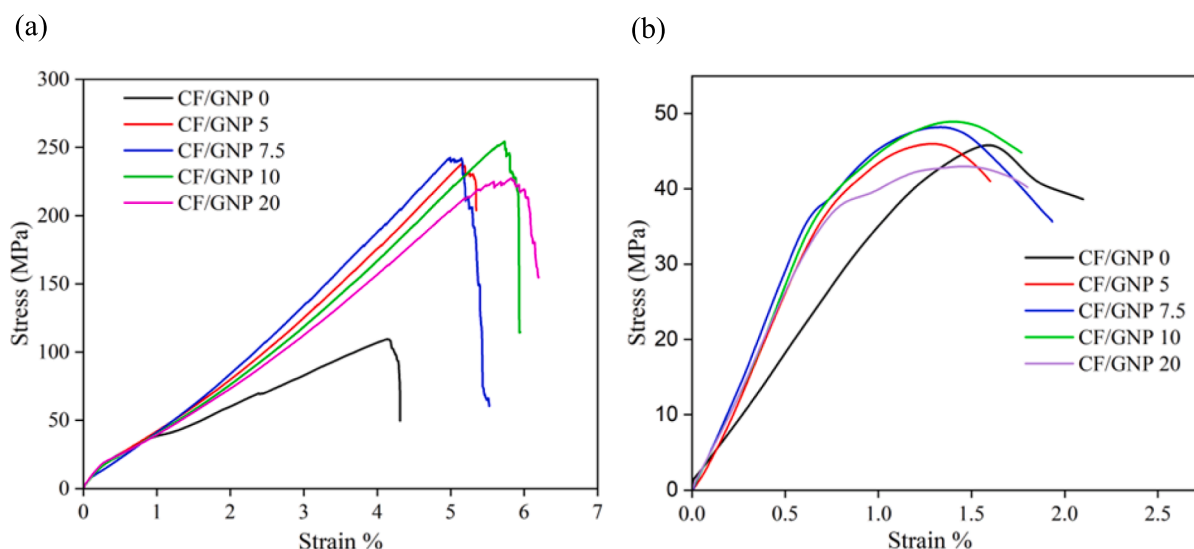 (a)
300
250
200
150
100
50
0
Stress (MPa)
CF/GNP 0
CF/GNP 5
CF/GNP 7.5
CF/GNP 10
CF/GNP 20
0 1 2 3 4 5 6 7
Strain %
(b)
50
40
30
20
10
0
Stress (MPa)
CF/GNP 0
CF/GNP 5
CF/GNP 7.5
CF/GNP 10
CF/GNP 20
0.0 0.5 1.0 1.5 2.0 2.5
Strain %